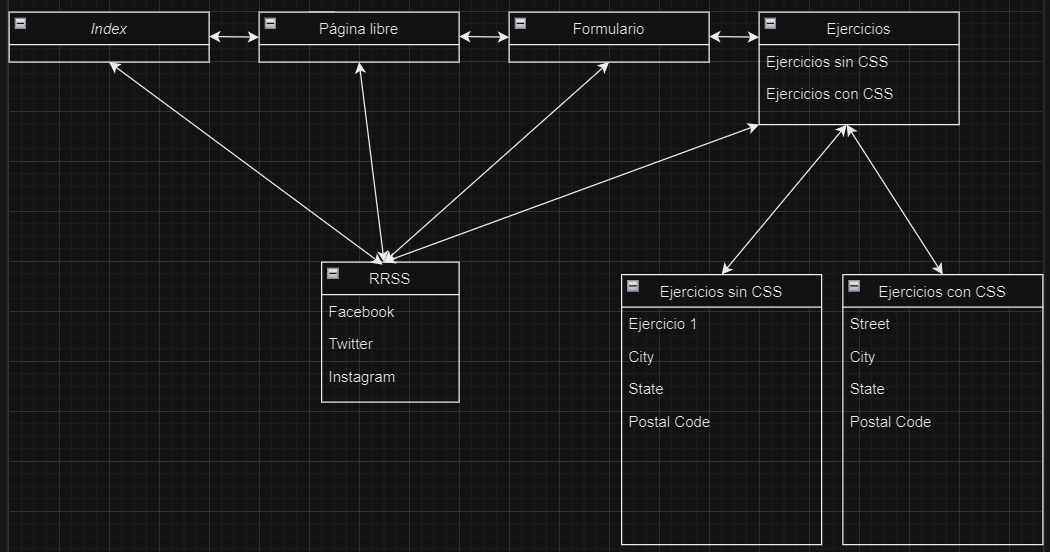 Index
Página libre
Formulario
Ejercicios
Ejercicios sin CSS
Ejercicios con CSS
RRSS
Facebook
Twitter
Instagram
Ejercicios sin CSS
Ejercicio 1
City
State
Postal Code
Ejercicios con CSS
Street
City
State
Postal Code